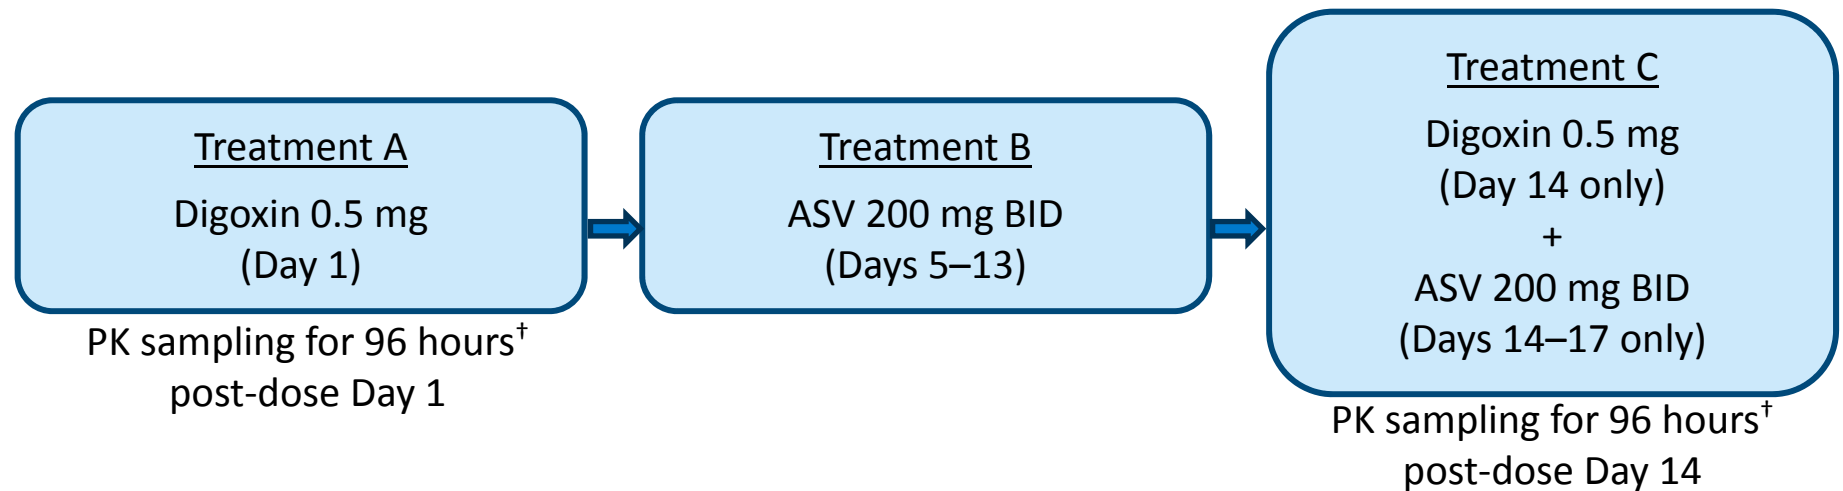 Treatment A
Digoxin 0.5 mg
(Day 1)
PK sampling for 96 hours†
post-dose Day 1
Treatment B
ASV 200 mg BID
(Days 5–13)
Treatment C
Digoxin 0.5 mg
(Day 14 only)
+
ASV 200 mg BID
(Days 14–17 only)
PK sampling for 96 hours†
post-dose Day 14